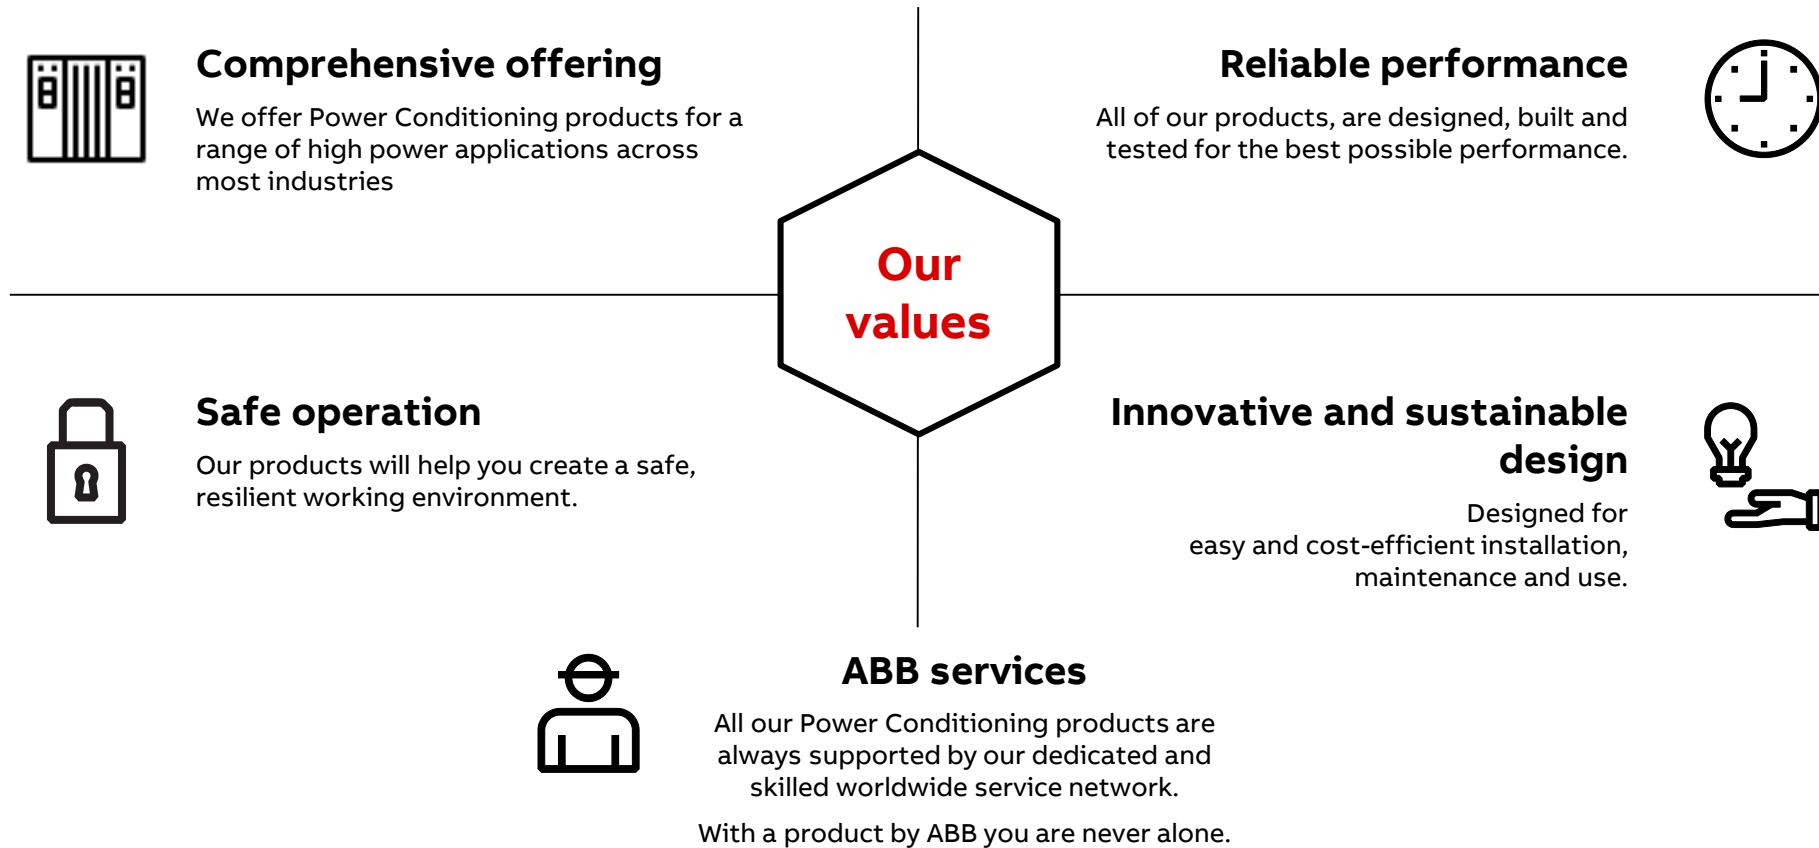 Comprehensive offering
We offer Power Conditioning products for a
range of high power applications across
most industries
Reliable performance
All of our products, are designed, built and
tested for the best possible performance.
Our
values
Safe operation
Our products will help you create a safe,
resilient working environment.
Innovative and sustainable
design
Designed for
easy and cost-efficient installation,
maintenance and use.
ABB services
All our Power Conditioning products are
always supported by our dedicated and
skilled worldwide service network.
With a product by ABB you are never alone.